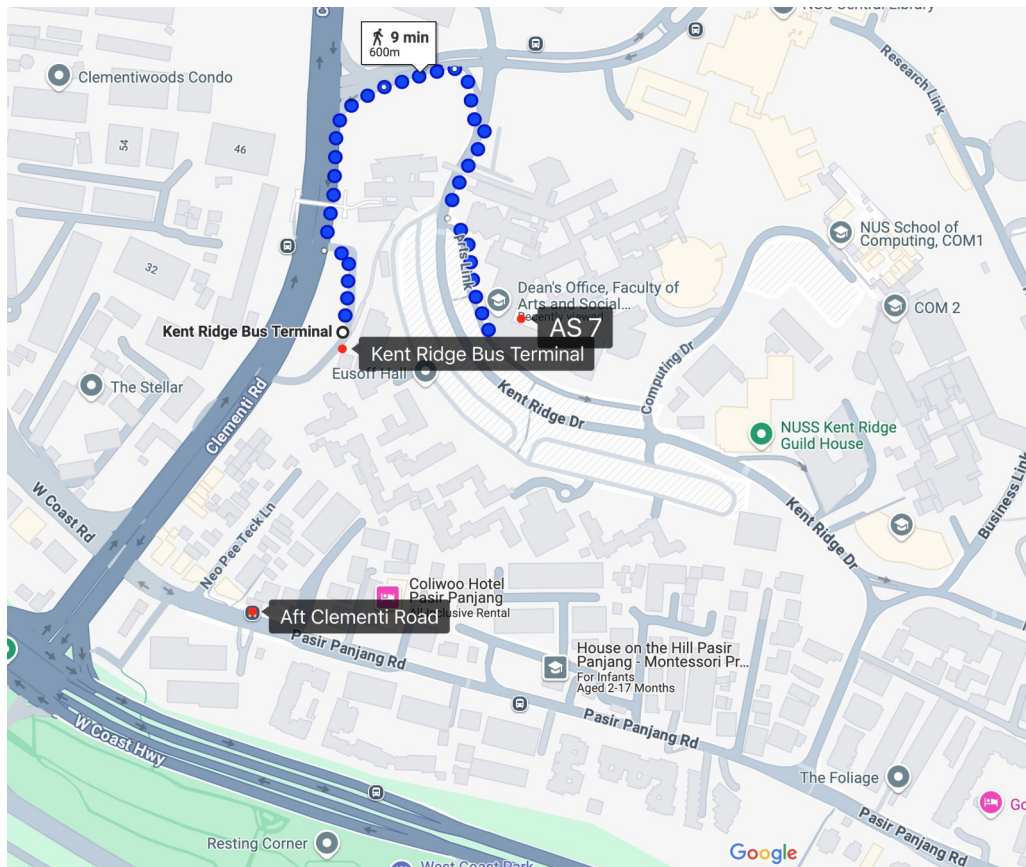 NUS Central Library
9 min
600m
Clementiwoods Condo
Research Link
54
46
NUS School of
Computing, COM1
32
Arts Link
Dean's Office, Faculty of
Arts and Social...
Recently viewed
COM 2
AS 7
Kent Ridge Bus Terminal
Kent Ridge Bus Terminal
Eusoff Hall
Computing Dr
The Stellar
Clementi Rd
Kent Ridge Dr
NUSS Kent Ridge
Guild House
W Coast Rd
Neo Pee Teck Ln
Kent Ridge Dr
Business Link
Coliwoo Hotel
Pasir Panjang
All Inclusive Rental
Aft Clementi Road
Pasir Panjang Rd
House on the Hill Pasir
Panjang - Montessori Pr...
For Infants
Aged 2-17 Months
Pasir Panjang Rd
W Coast Hwy
The Foliage
Go
Pasir Panjang Rd
Resting Corner
Google
West Coast Park